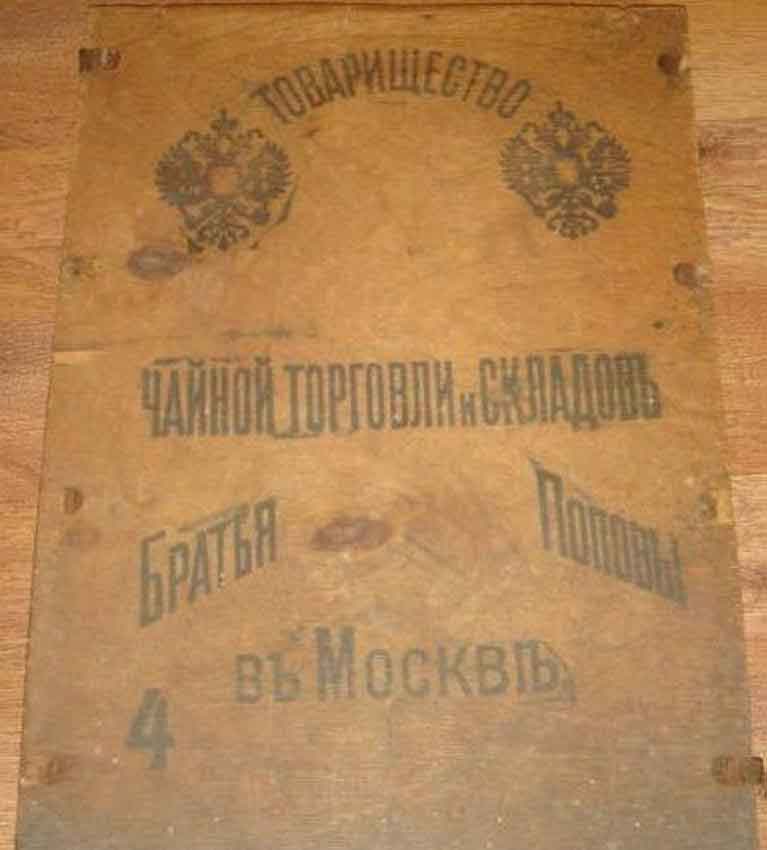 ТОВАРИЩЕСТВО
ЧАЙНОЙ ТОРГОВЛИ и СКЛАДОВЪ
БРАТЬЯ ПОПОВЫ
ВЪ МОСКВѢ
4